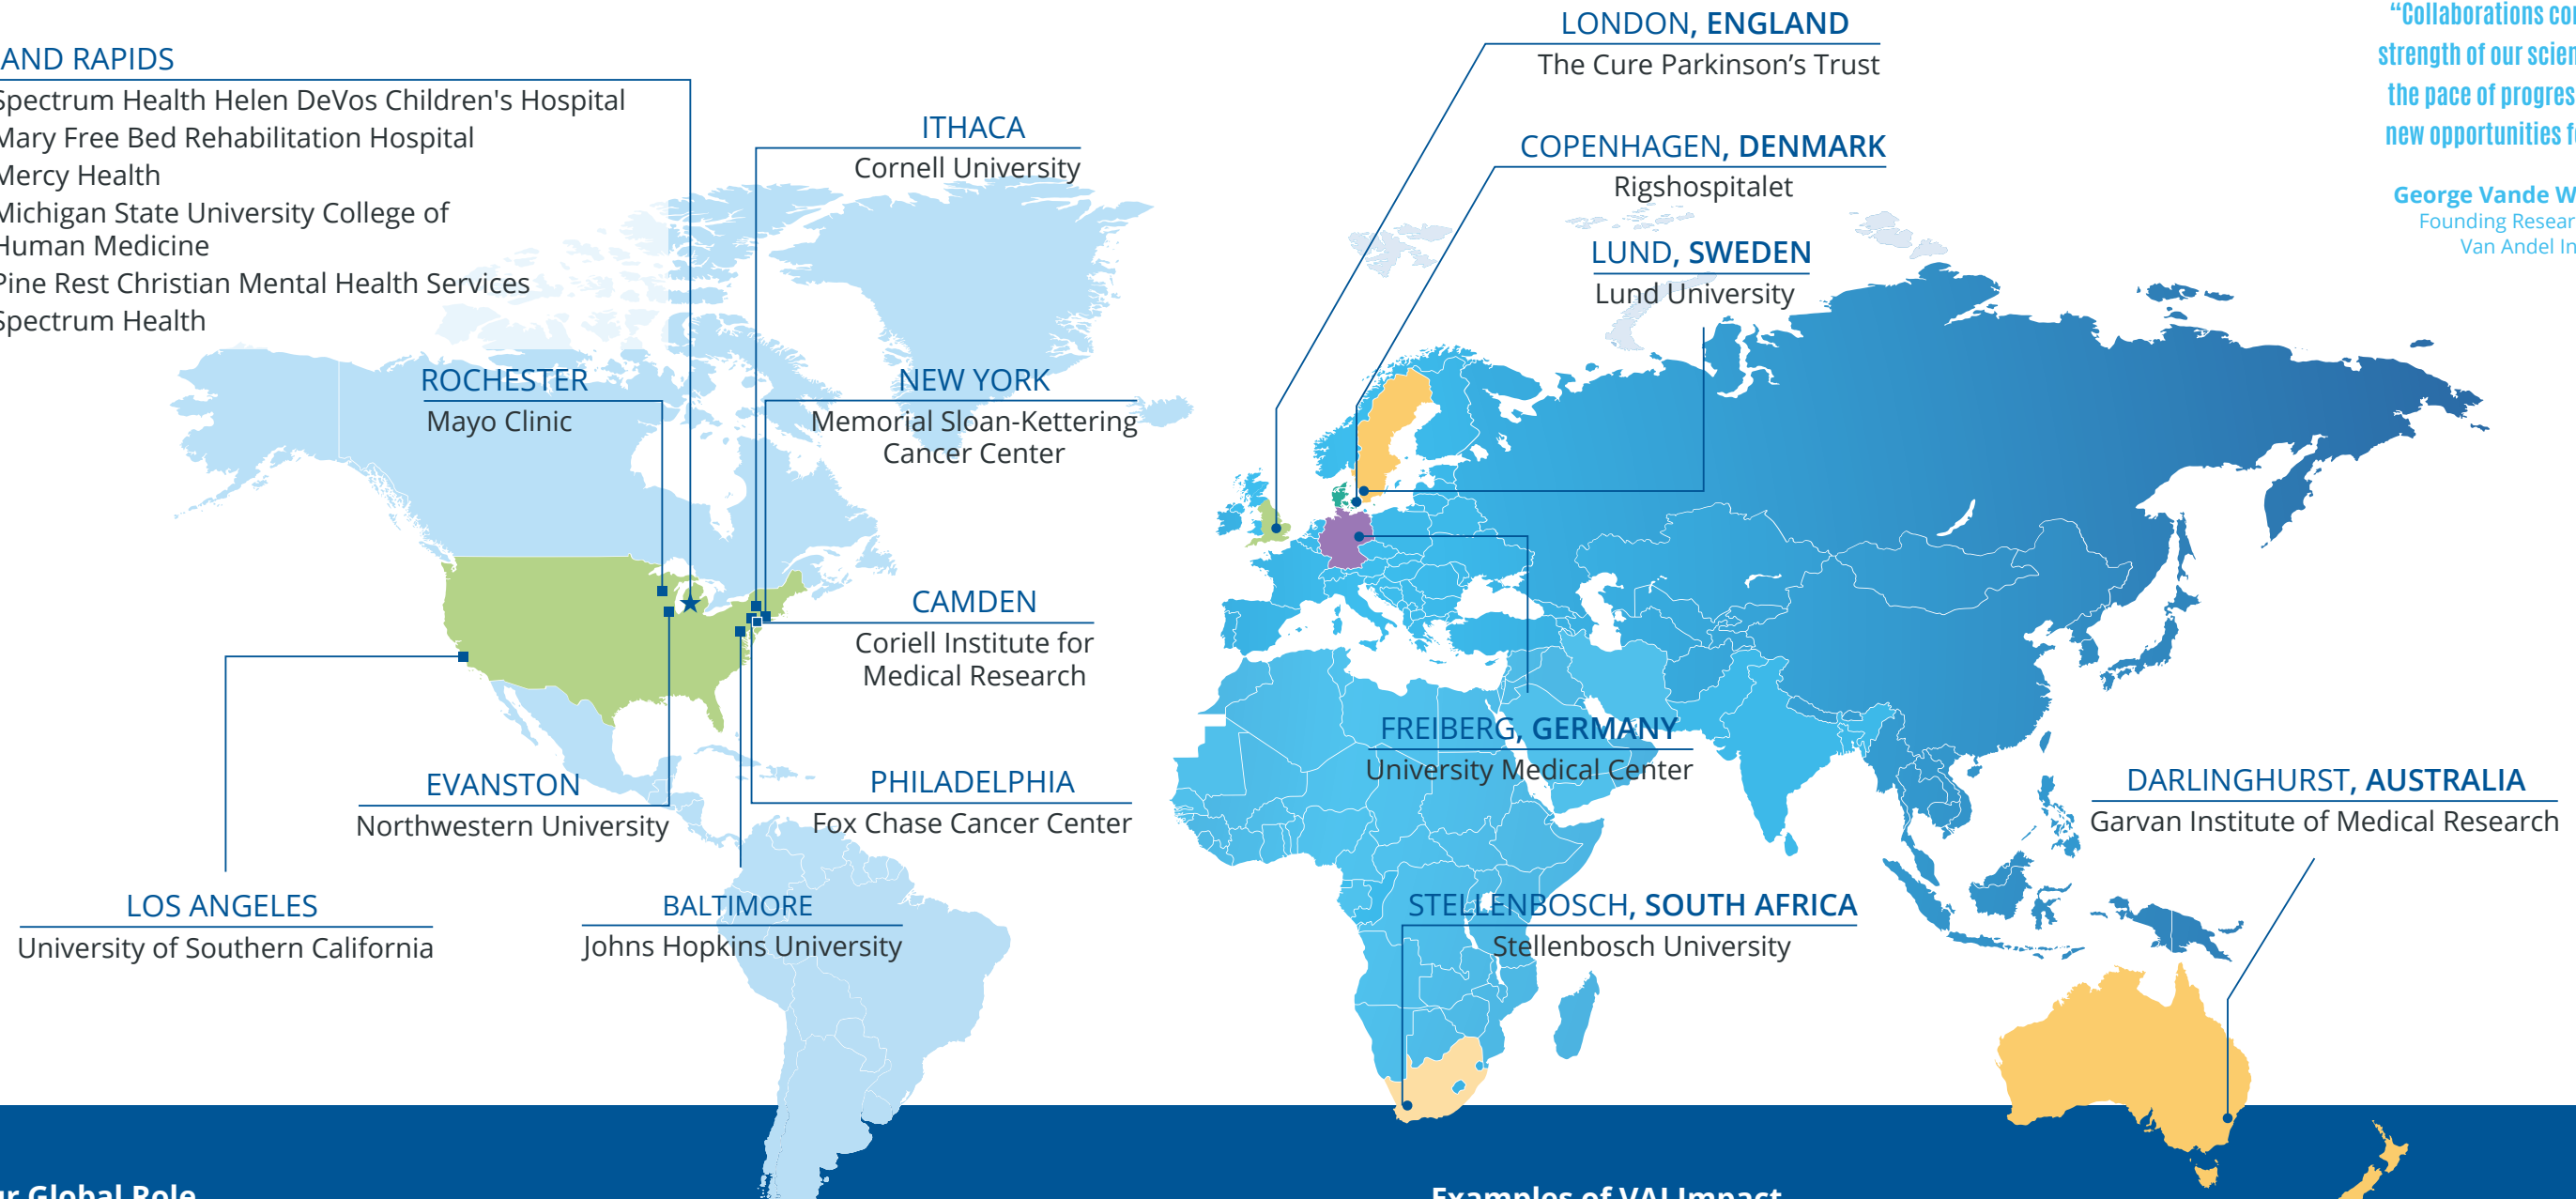 AND RAPIDS
Spectrum Health Helen DeVos Children's Hospital
Mary Free Bed Rehabilitation Hospital
Mercy Health
Michigan State University College of
Human Medicine
Pine Rest Christian Mental Health Services
Spectrum Health
ITHACA
Cornell University
ROCHESTER
Mayo Clinic
NEW YORK
Memorial Sloan-Kettering
Cancer Center
CAMDEN
Coriell Institute for
Medical Research
EVANSTON
Northwestern University
PHILADELPHIA
Fox Chase Cancer Center
LOS ANGELES
University of Southern California
BALTIMORE
Johns Hopkins University
LONDON, ENGLAND
The Cure Parkinson’s Trust
COPENHAGEN, DENMARK
Rigshospitalet
LUND, SWEDEN
Lund University
FREIBERG, GERMANY
University Medical Center
STELLENBOSCH, SOUTH AFRICA
Stellenbosch University
DARLINGHURST, AUSTRALIA
Garvan Institute of Medical Research
“Collaborations
strength of our
the pace of
new opportunities
George Vande
Founding
Van Andel
Global Role
Examples of VAI Impact